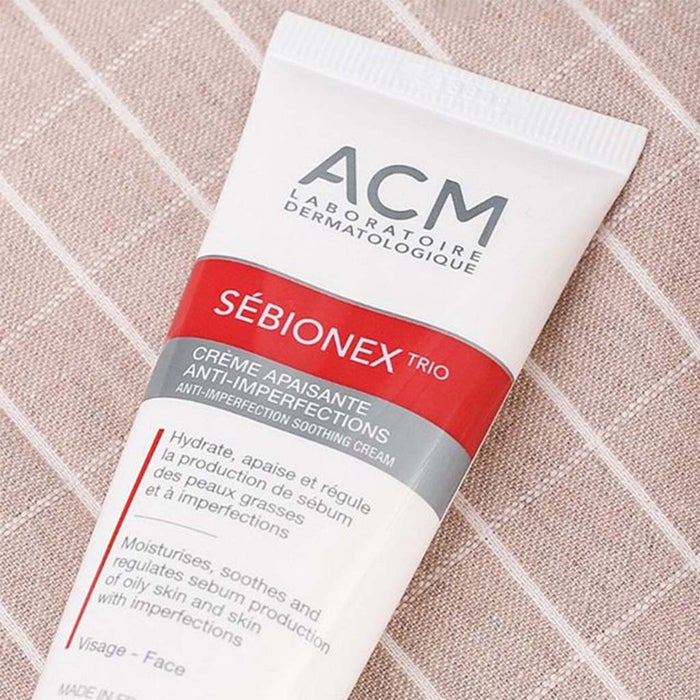 ACM
LABORATOIRE
DERMATOLOGIQUE
SÉBIONEX TRIO
CRÈME APAISANTE
ANTI-IMPERFECTIONS
ANTI-IMPERFECTION SOOTHING CREAM
Hydrate, apaise et régule
la production de sébum
des peaux grasses
et à imperfections
Moisturises, soothes and
regulates sebum production
of oily skin and skin
with imperfections
Visage - Face
MADE IN